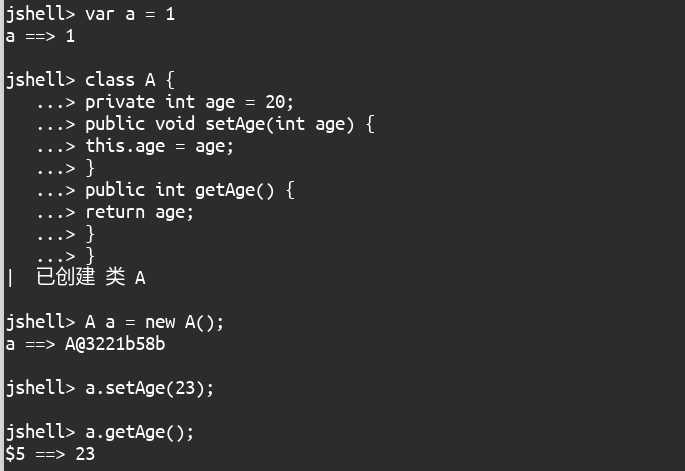 jshell> var a = 1
a ==> 1
jshell> class A {
...> private int age = 20;
...> public void setAge(int age) {
...> this.age = age;
...> }
...> public int getAge() {
...> return age;
...> }
...> }
| 已创建 类 A
jshell> A a = new A();
a ==> A@3221b58b
jshell> a.setAge(23);
jshell> a.getAge();
$5 ==> 23